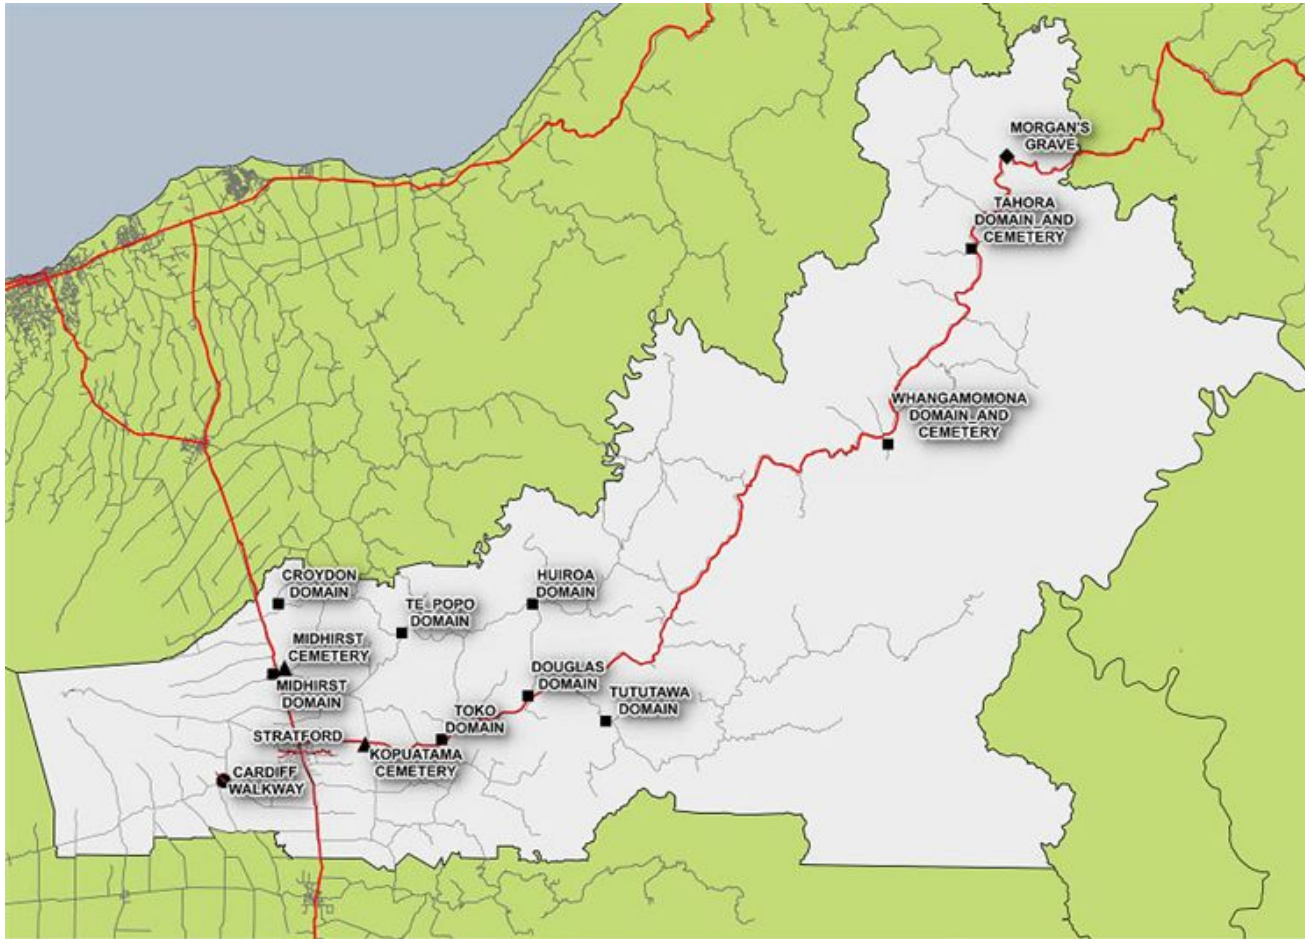 MORGAN'S
GRAVE
TAHORA
DOMAIN AND
CEMETERY
WHANGAMOMONA
DOMAIN AND
CEMETERY
CROYDON
DOMAIN
TE POPO
DOMAIN
HUIROA
DOMAIN
MIDHIRST
CEMETERY
MIDHIRST
DOMAIN
DOUGLAS
DOMAIN
TUTUTAWA
DOMAIN
TOKO
DOMAIN
STRATFORD
KOPUATAMA
CEMETERY
CARDIFF
WALKWAY